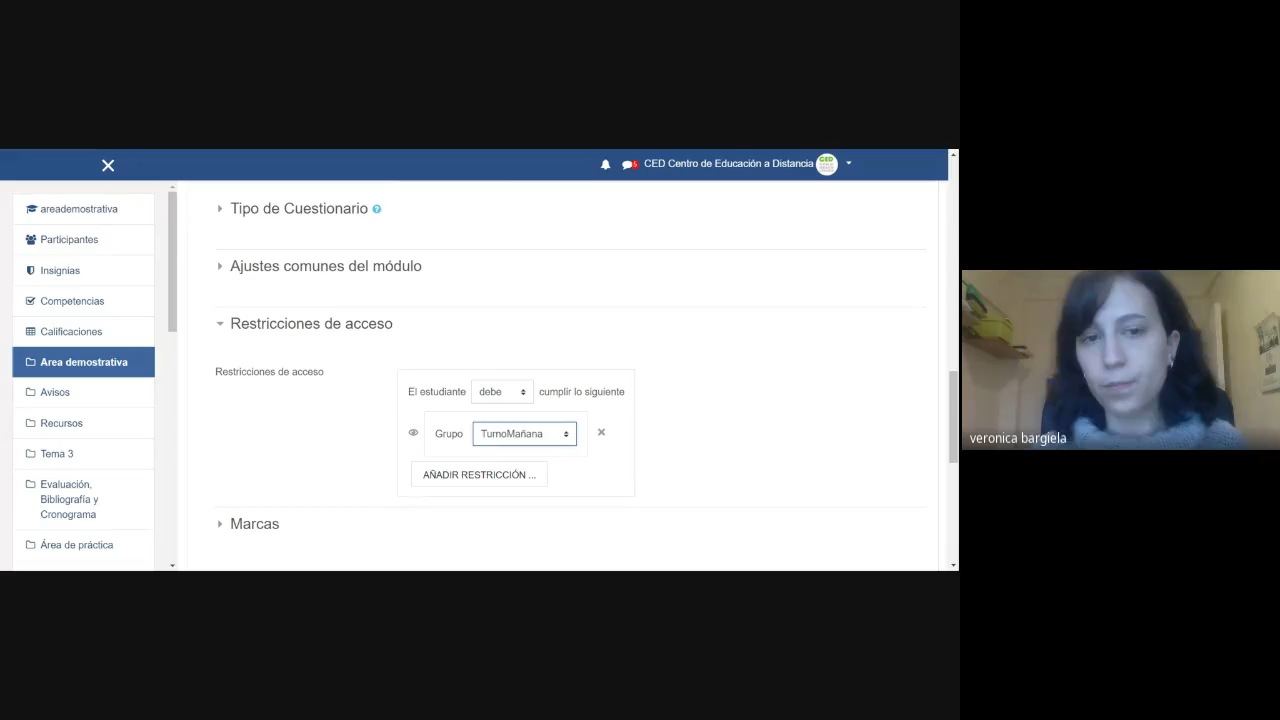 CED Centro de Educación a Distancia
CED
areademostrativa
Participantes
Insignias
Competencias
Calificaciones
Area demostrativa
Avisos
Recursos
Tema 3
Evaluación,
Bibliografía y
Cronograma
Área de práctica
Tipo de Cuestionario
Ajustes comunes del módulo
Restricciones de acceso
Restricciones de acceso
El estudiante debe cumplir lo siguiente
Grupo TurnoMañana
AÑADIR RESTRICCIÓN ...
Marcas
veronica bargiela